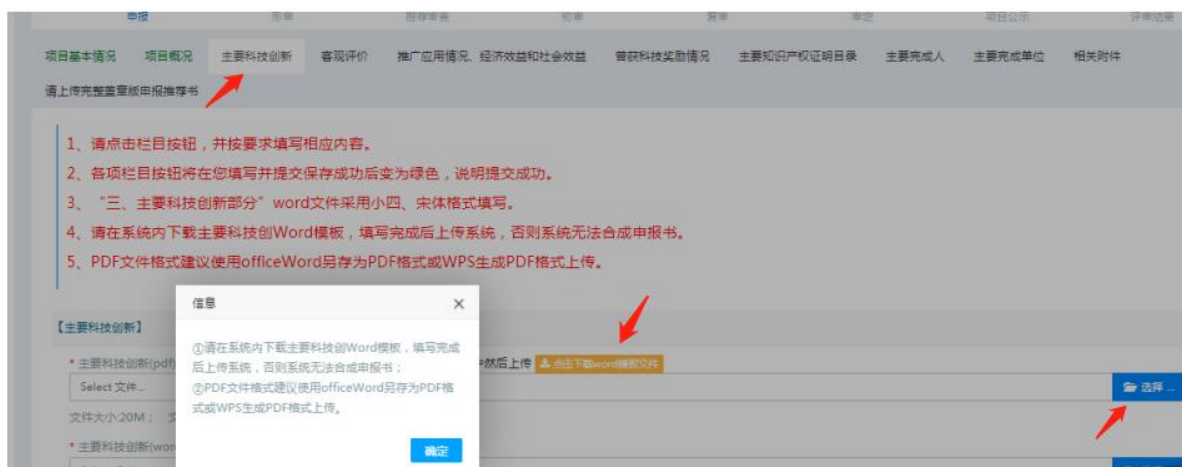 申报 形审 推荐审查 初审 复审 审定 项目公示 评审结果
项目基本情况 项目概况 主要科技创新 客观评价 推广应用情况、经济效益和社会效益 曾获科技奖励情况 主要知识产权证明目录 主要完成人 主要完成单位 相关附件
请上传完整盖章版申报推荐书
1、请点击栏目按钮，并按要求填写相应内容。
2、各项栏目按钮将在您填写并提交保存成功后变为绿色，说明提交成功。
3、 “三、主要科技创新部分”word文件采用小四、宋体格式填写。
4、请在系统内下载主要科技创Word模板，填写完成后上传系统，否则系统无法合成申报书。
5、PDF文件格式建议使用officeWord另存为PDF格式或WPS生成PDF格式上传。
信息
【主要科技创新】
①请在系统内下载主要科技创Word模板，填写完成
后上传系统，否则系统无法合成申报书；
②PDF文件格式建议使用officeWord另存为PDF格
式或WPS生成PDF格式上传。
* 主要科技创新(pdf) 然后上传 点击下载word模板文件
Select 文件... 选择 ...
文件大小:20M；
确定
* 主要科技创新(wor